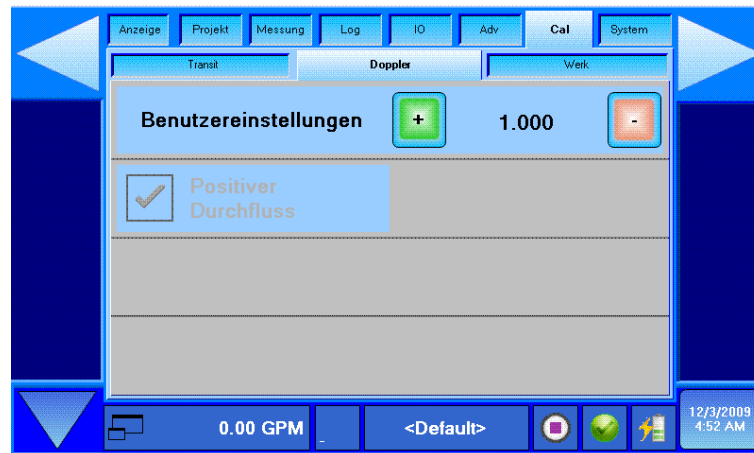 Anzeige Projekt Messung Log IO Adv Cal System
Transit Doppler Werk
Benutzereinstellungen + 1.000 -
Positiver
Durchfluss
0.00 GPM _ <Default>
12/3/2009
4:52 AM